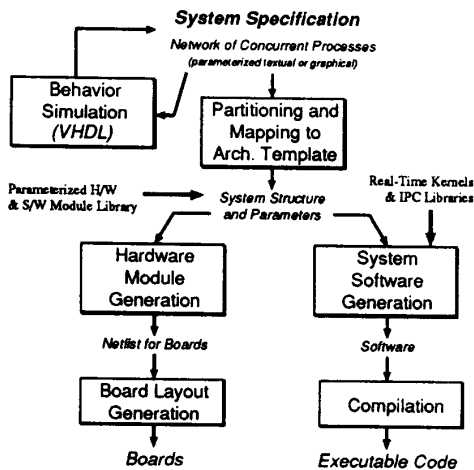 System Specification
Network of Concurrent Processes
(parameterized textual or graphical)
Behavior
Simulation
(VHDL)
Partitioning and
Mapping to
Arch. Template
Parameterized H/W
& S/W Module Library
System Structure
and Parameters
Real-Time Kernels
& IPC Libraries
Hardware
Module
Generation
System
Software
Generation
Netlist for Boards
Software
Board Layout
Generation
Compilation
Boards
Executable Code